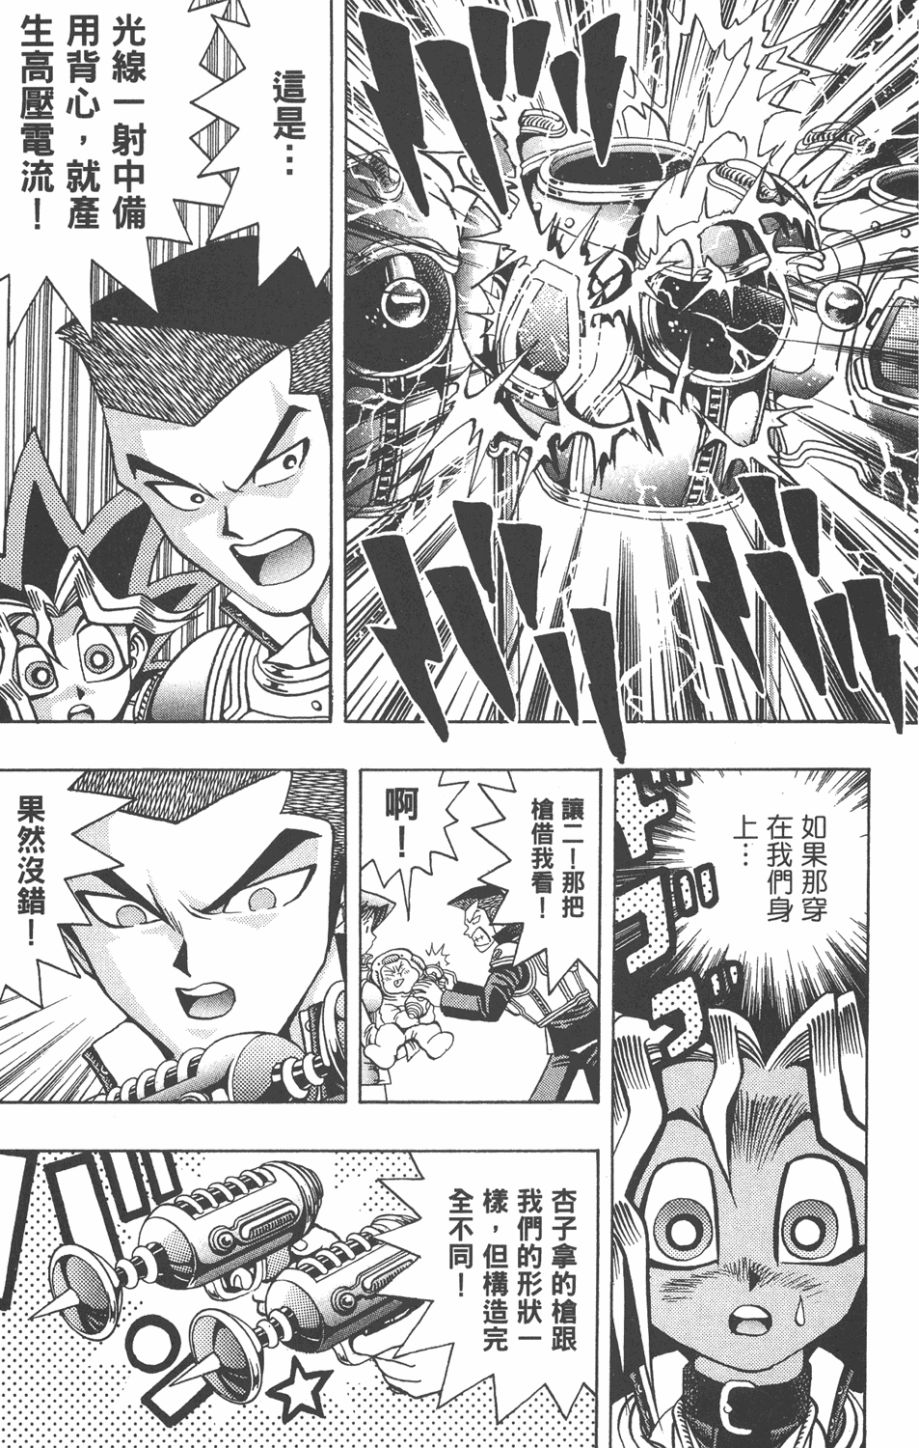 這是…
光線一射中備
用背心，就產
生高壓電流！
如果那穿
在我們身
上…
讓二！那把
槍借我看！
啊！
果然沒錯！
杏子拿的槍跟
我們的形狀一
樣，但構造完
全不同！